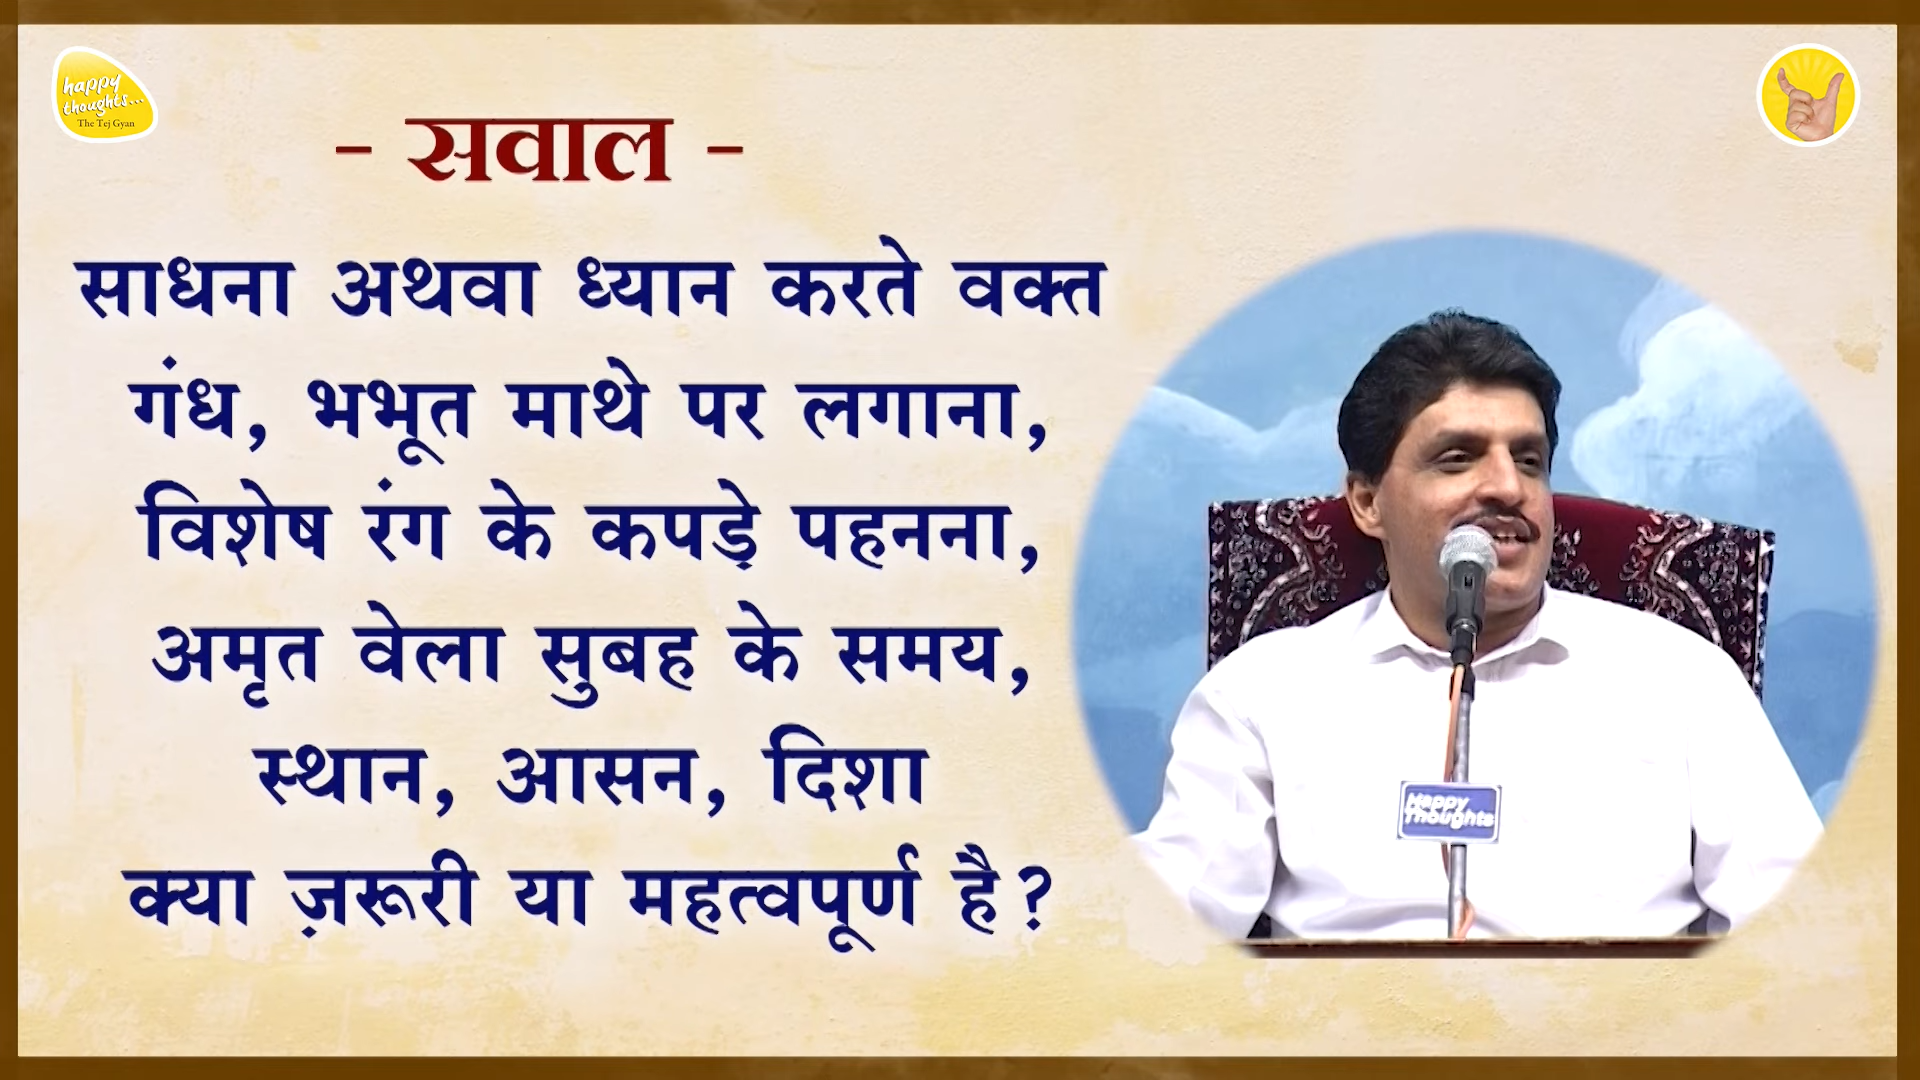 happy
thoughts...
The Tej Gyan
- सवाल -
साधना अथवा ध्यान करते वक्त
गंध, भभूत माथे पर लगाना,
विशेष रंग के कपड़े पहनना,
अमृत वेला सुबह के समय,
स्थान, आसन, दिशा
क्या ज़रूरी या महत्वपूर्ण है?
Happy
Thoughts